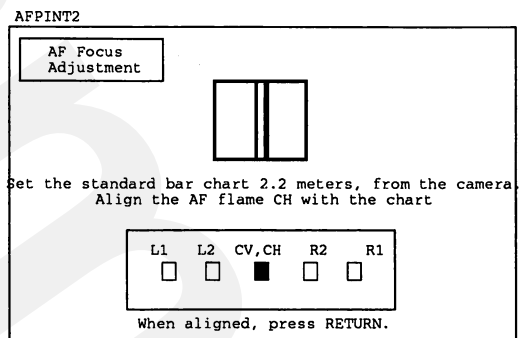 AFPINT2
AF Focus
Adjustment
Set the standard bar chart 2.2 meters, from the camera.
Align the AF flame CH with the chart
L1 L2 CV,CH R2 R1
When aligned, press RETURN.